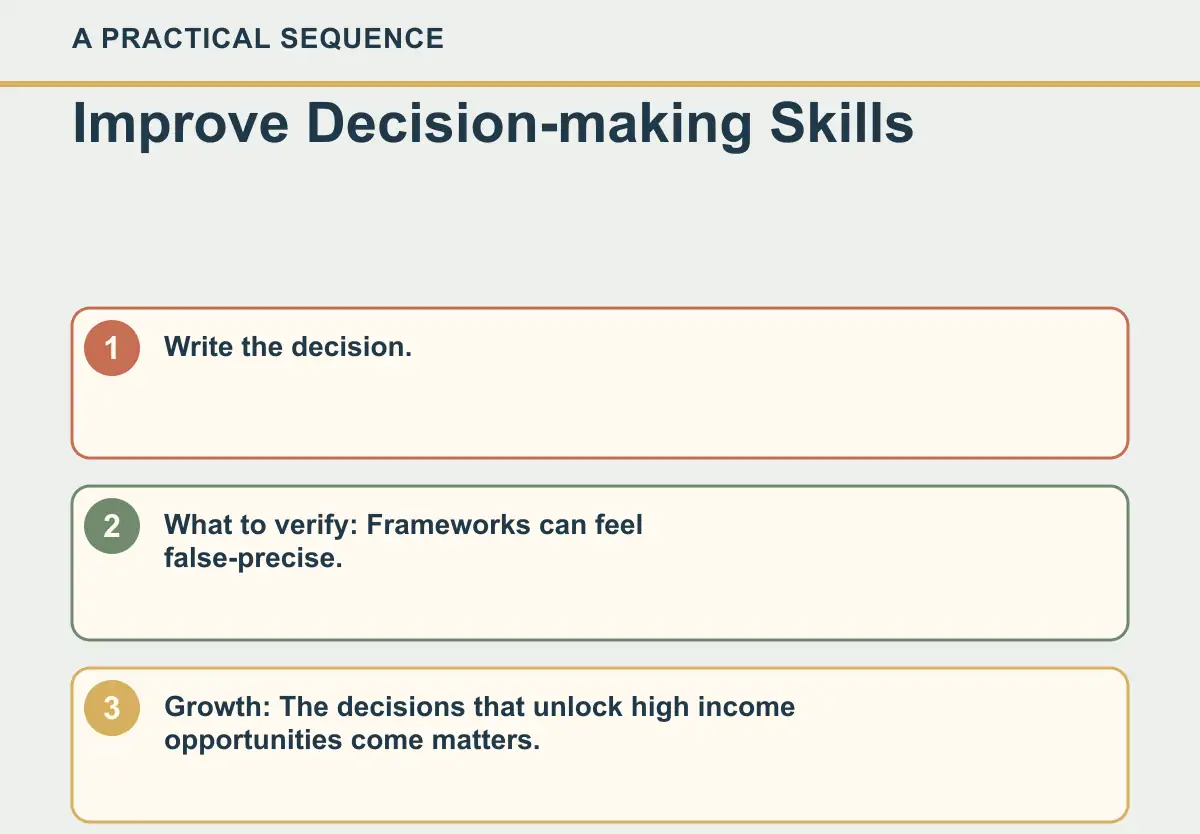 A PRACTICAL SEQUENCE
Improve Decision-making Skills
1
Write the decision.
2
What to verify: Frameworks can feel
false-precise.
3
Growth: The decisions that unlock high income
opportunities come matters.